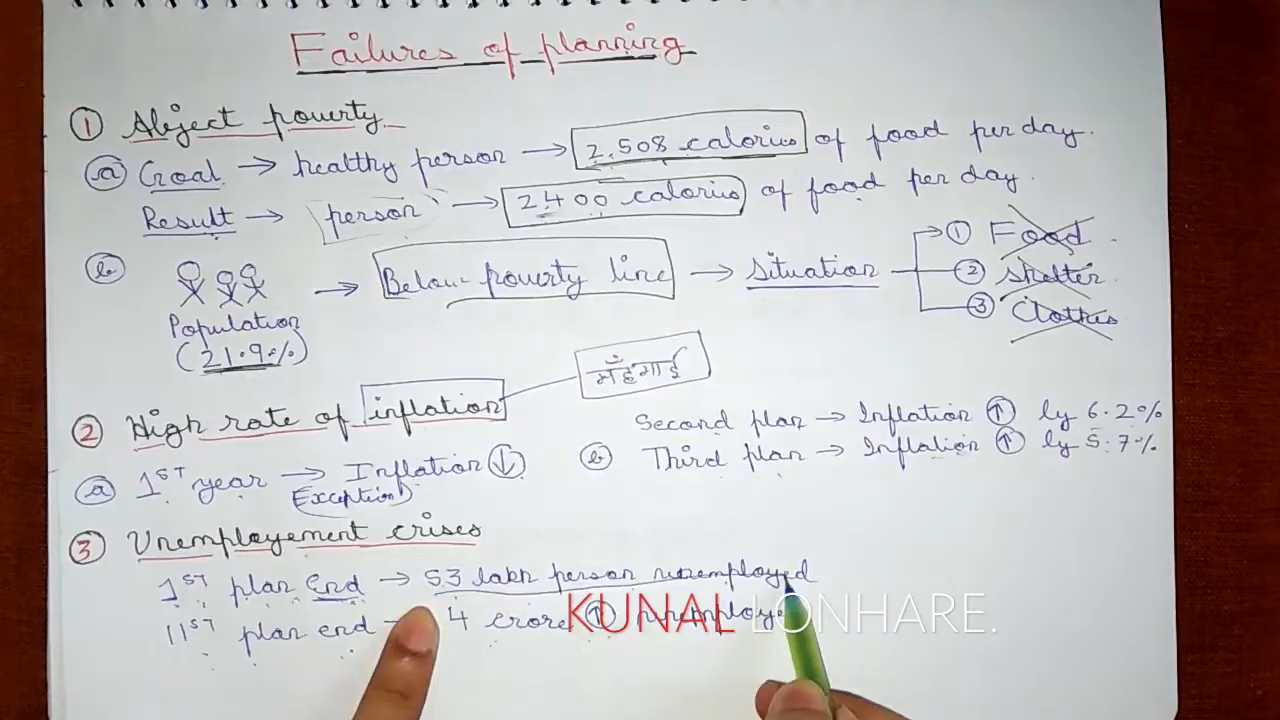 Failures of planning
① Abject poverty
ⓐ Goal → healthy person → 2,508 calories of food per day.
Result → person → 2400 calories of food per day.
ⓑ → Below poverty line → situation
① Food
② shelter
③ Clothes
Population
(21.9%)
② High rate of inflation
मँहगाई
ⓐ 1ST year → Inflation ↓
(Exception)
Second plan → Inflation ↑ by 6.2%
ⓑ Third plan → Inflation ↑ by 5.7%
③ Unemployement crises
1ST plan End → 53 lakh person unemployed
11ST plan end 4 crore ↑
KUNAL LONHARE.